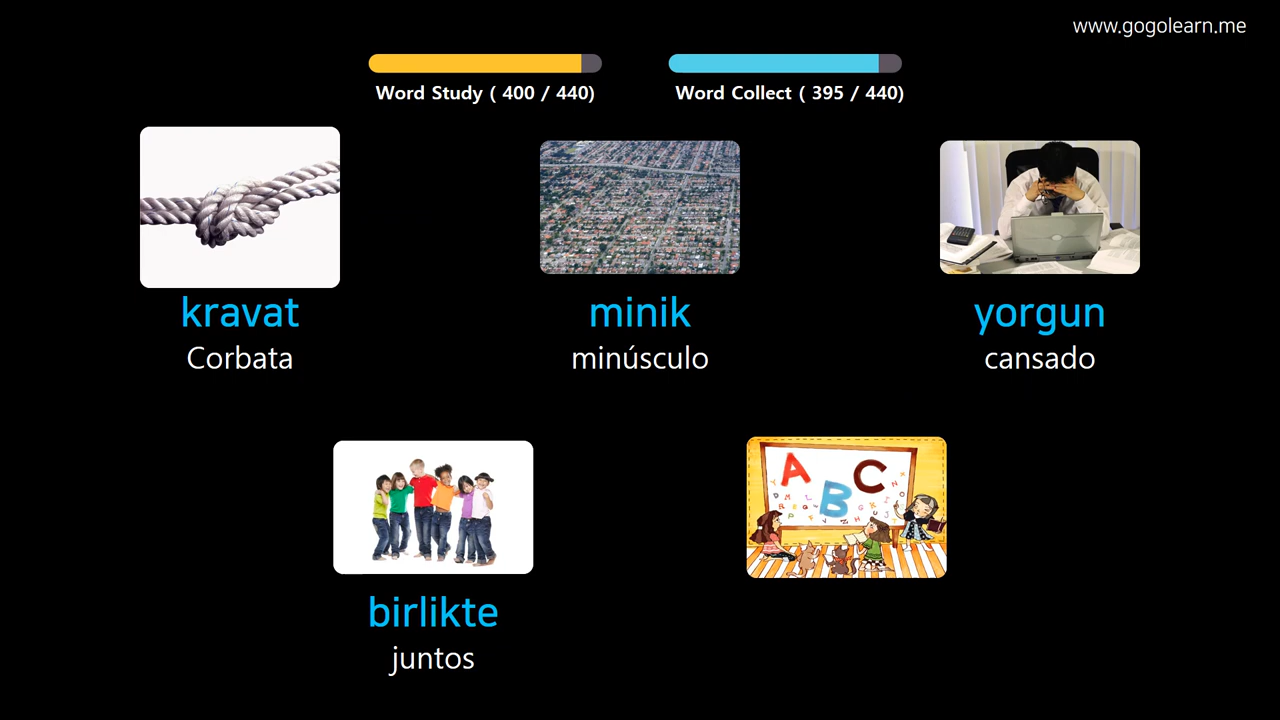 www.gogolearn.me
Word Study ( 400 / 440)
Word Collect ( 395 / 440)
kravat
Corbata
minik
minúsculo
yorgun
cansado
A B C
birlikte
juntos